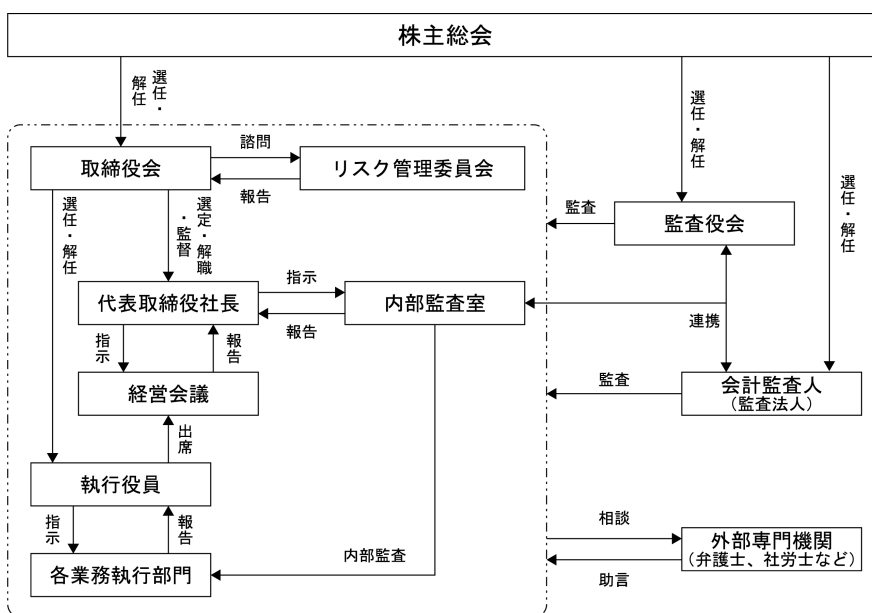 株主総会
選任・
解任
選任・解任
選任・解任
取締役会
諮問
報告
リスク管理委員会
監査
監査役会
選任・解任
選定・解職
・監督
代表取締役社長
指示
報告
内部監査室
連携
指示
報告
経営会議
監査
会計監査人
(監査法人)
出席
執行役員
指示
報告
相談
助言
外部専門機関
(弁護士、社労士など)
各業務執行部門
内部監査